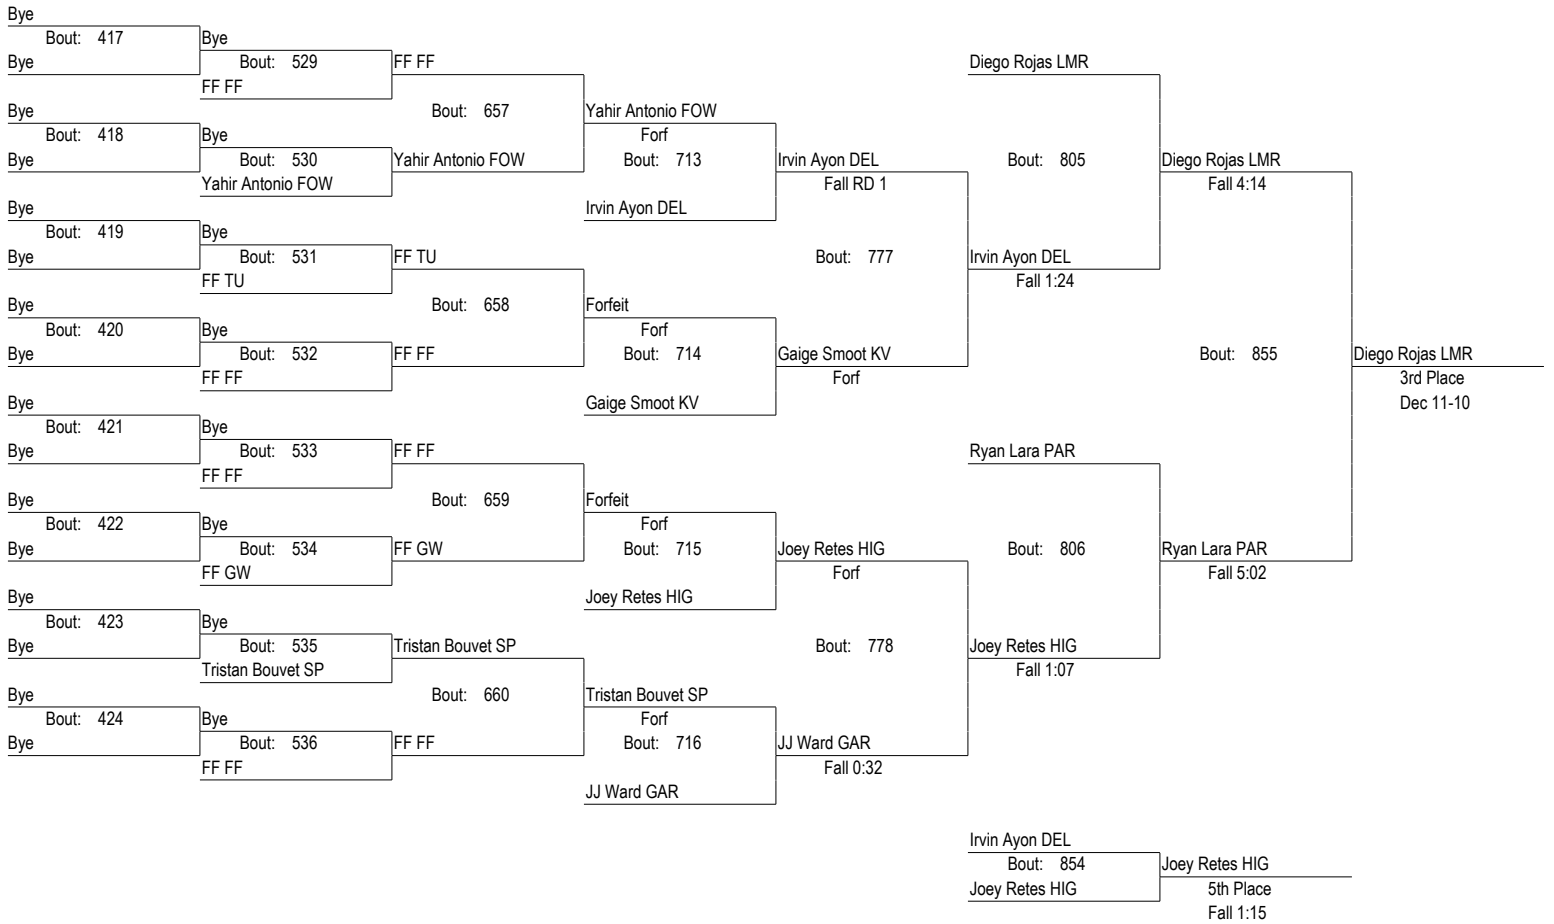 Bye
Bout: 417
Bye
Bye
Bout: 529
FF FF
FF FF
Diego Rojas LMR
Bye
Bout: 657
Yahir Antonio FOW
Bout: 418
Bye
Forf
Bye
Bout: 530
Yahir Antonio FOW
Bout: 713
Irvin Ayon DEL
Bout: 805
Diego Rojas LMR
Yahir Antonio FOW
Fall RD 1
Fall 4:14
Bye
Irvin Ayon DEL
Bout: 419
Bye
Bye
Bout: 531
FF TU
Bout: 777
Irvin Ayon DEL
FF TU
Fall 1:24
Bye
Bout: 658
Forfeit
Bout: 420
Bye
Forf
Bye
Bout: 532
FF FF
Bout: 714
Gaige Smoot KV
Bout: 855
Diego Rojas LMR
FF FF
Forf
3rd Place
Bye
Gaige Smoot KV
Dec 11-10
Bout: 421
Bye
Bye
Bout: 533
FF FF
Ryan Lara PAR
FF FF
Bye
Bout: 659
Forfeit
Bout: 422
Bye
Forf
Bye
Bout: 534
FF GW
Bout: 715
Joey Retes HIG
Bout: 806
Ryan Lara PAR
FF GW
Forf
Fall 5:02
Bye
Joey Retes HIG
Bout: 423
Bye
Bye
Bout: 535
Tristan Bouvet SP
Bout: 778
Joey Retes HIG
Tristan Bouvet SP
Fall 1:07
Bye
Bout: 660
Tristan Bouvet SP
Bout: 424
Bye
Forf
Bye
Bout: 536
FF FF
Bout: 716
JJ Ward GAR
FF FF
Fall 0:32
JJ Ward GAR
Irvin Ayon DEL
Bout: 854
Joey Retes HIG
Joey Retes HIG
5th Place
Fall 1:15